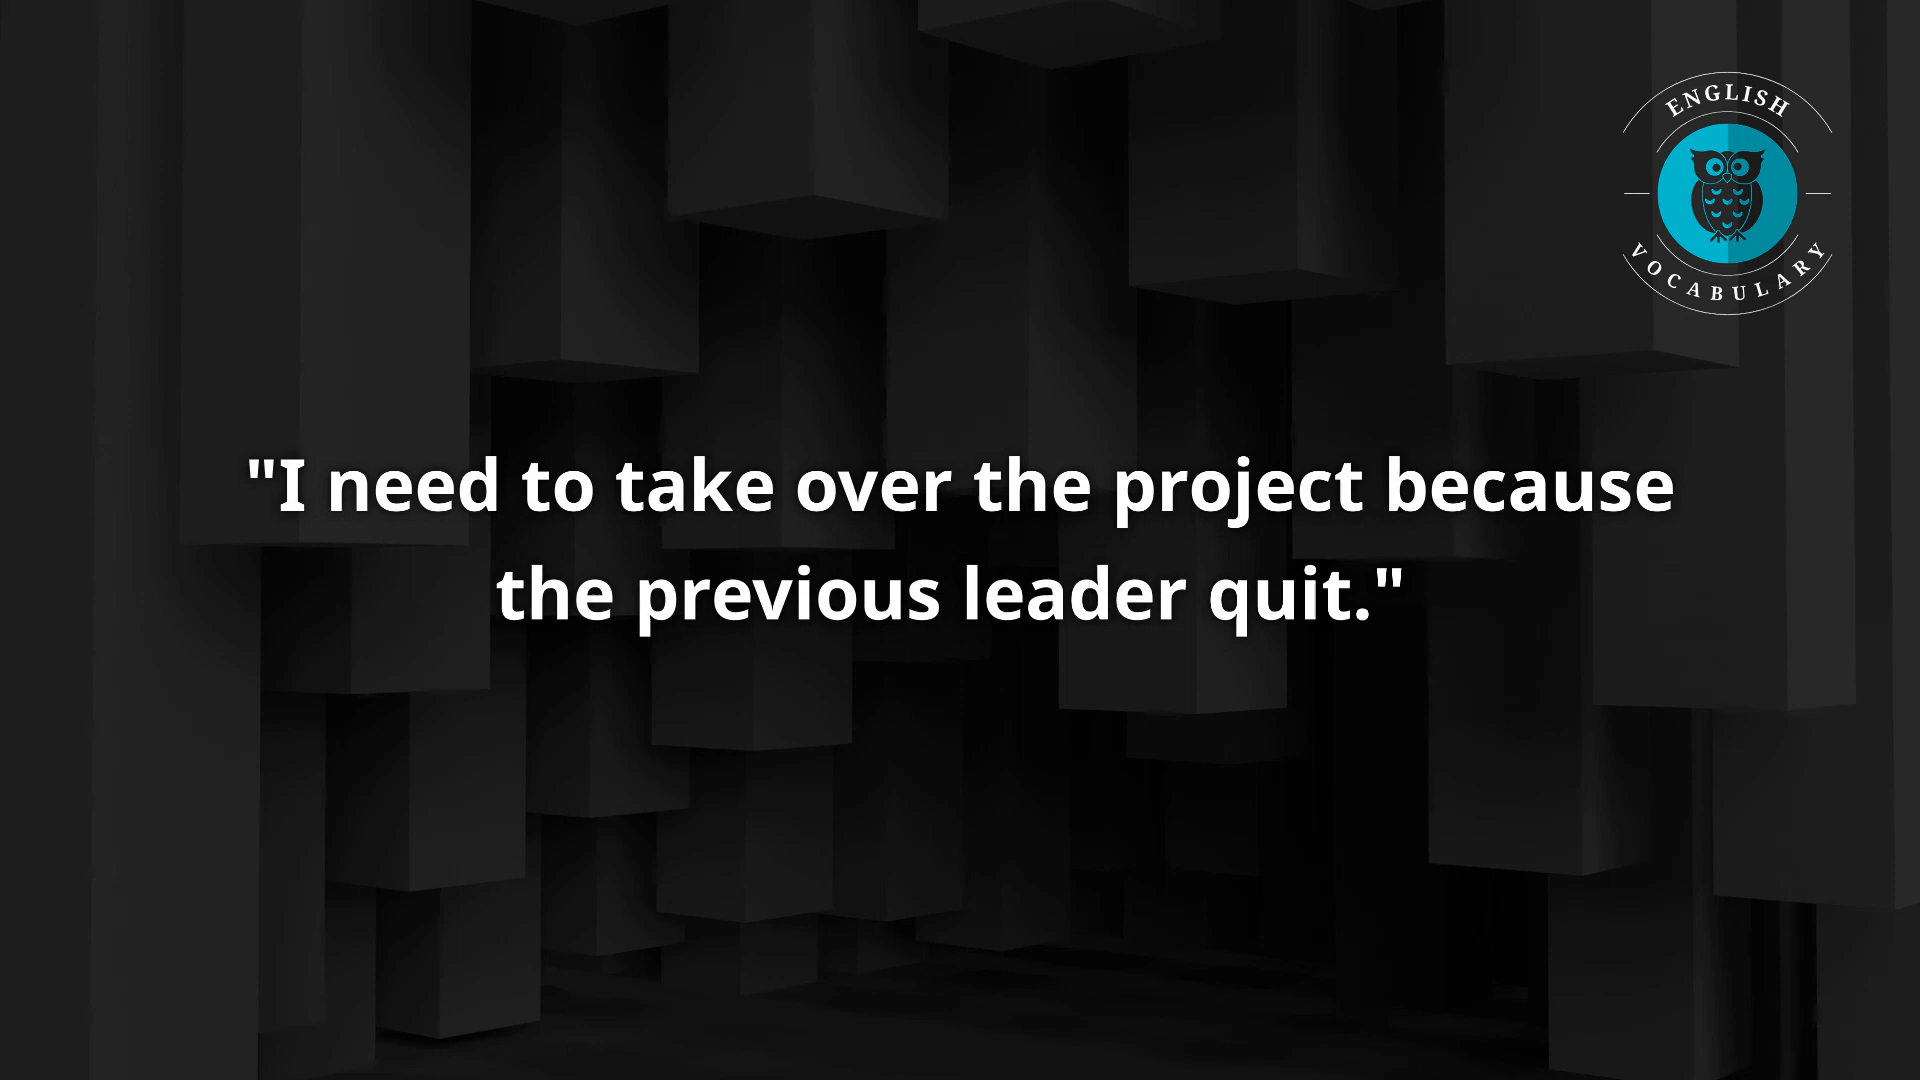 ENGLISH
VOCABULARY
"I need to take over the project because
the previous leader quit."